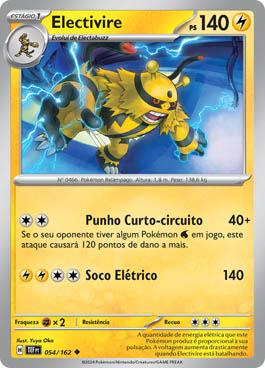 ESTÁGIO 1
Electivire
PS 140
Evolui de Electabuzz
Nº 0466. Pokémon Relâmpago. Altura: 1,8 m. Peso: 138,6 kg
Punho Curto-circuito 40+
Se o seu oponente tiver algum Pokémon em jogo, este
ataque causará 120 pontos de dano a mais.
Soco Elétrico 140
Fraqueza ×2 Resistência Recuo
Ilust. Yuya Oka
H TEF PT 054/162
A quantidade de energia elétrica que este
Pokémon produz é proporcional à sua
pulsação. A voltagem aumenta drasticamente
quando Electivire está batalhando.
©2024 Pokémon/Nintendo/Creatures/GAME FREAK